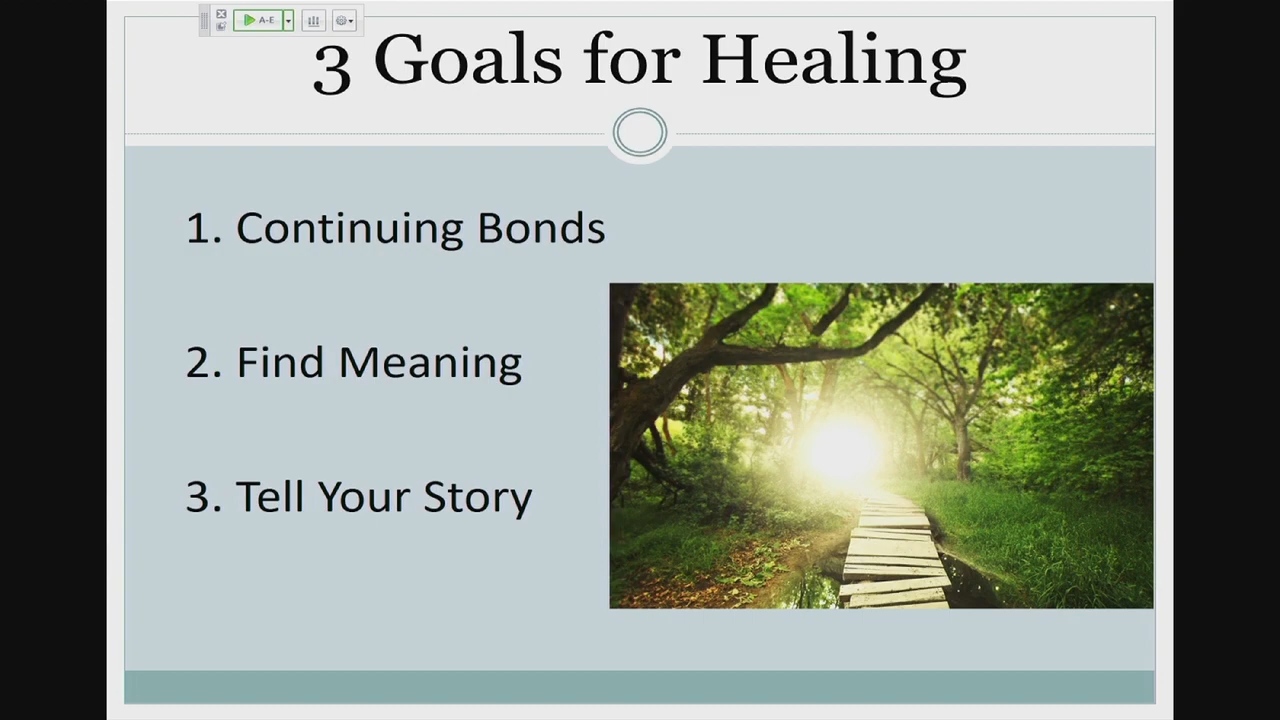 A-E
3 Goals for Healing
1. Continuing Bonds
2. Find Meaning
3. Tell Your Story